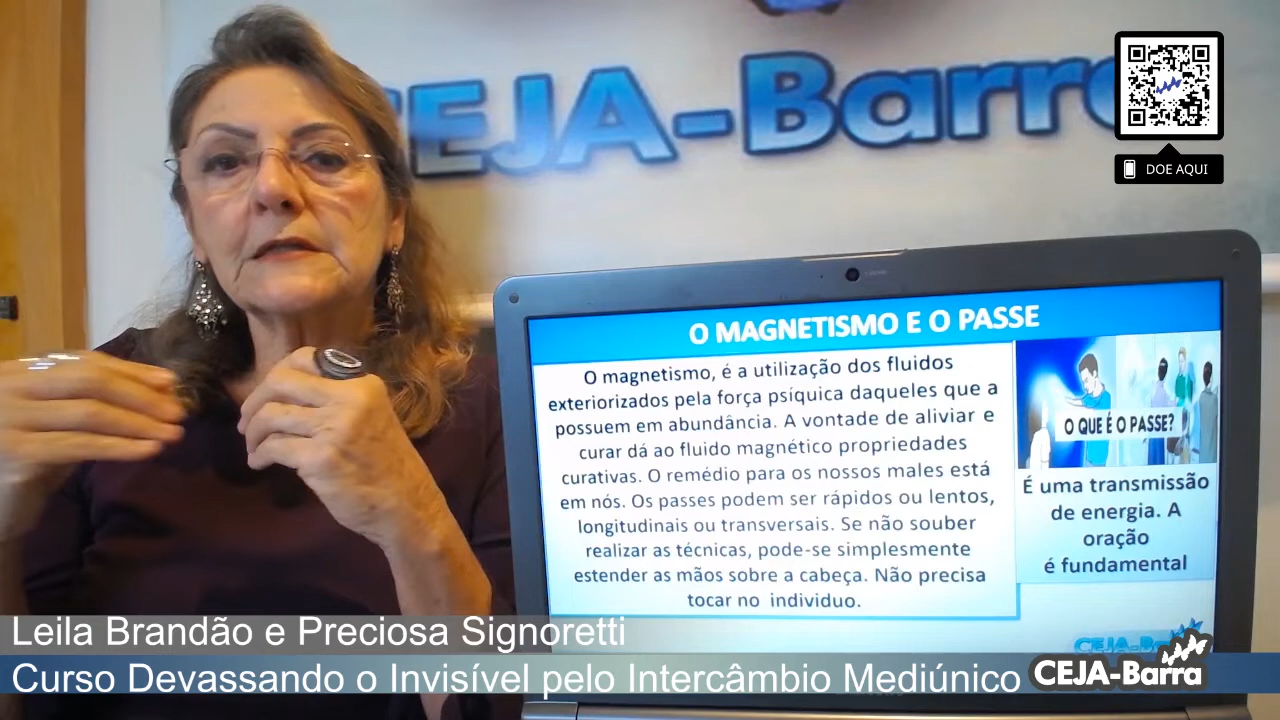 CEJA-Barra
DOE AQUI
O MAGNETISMO E O PASSE
O magnetismo, é a utilização dos fluidos
exteriorizados pela força psíquica daqueles que a
possuem em abundância. A vontade de aliviar e
curar dá ao fluido magnético propriedades
curativas. O remédio para os nossos males está
em nós. Os passes podem ser rápidos ou lentos,
longitudinais ou transversais. Se não souber
realizar as técnicas, pode-se simplesmente
estender as mãos sobre a cabeça. Não precisa
tocar no individuo.
O QUE É O PASSE?
É uma transmissão
de energia. A
oração
é fundamental
CEJA-Barra
Leila Brandão e Preciosa Signoretti
Curso Devassando o Invisível pelo Intercâmbio Mediúnico
CEJA-Barra